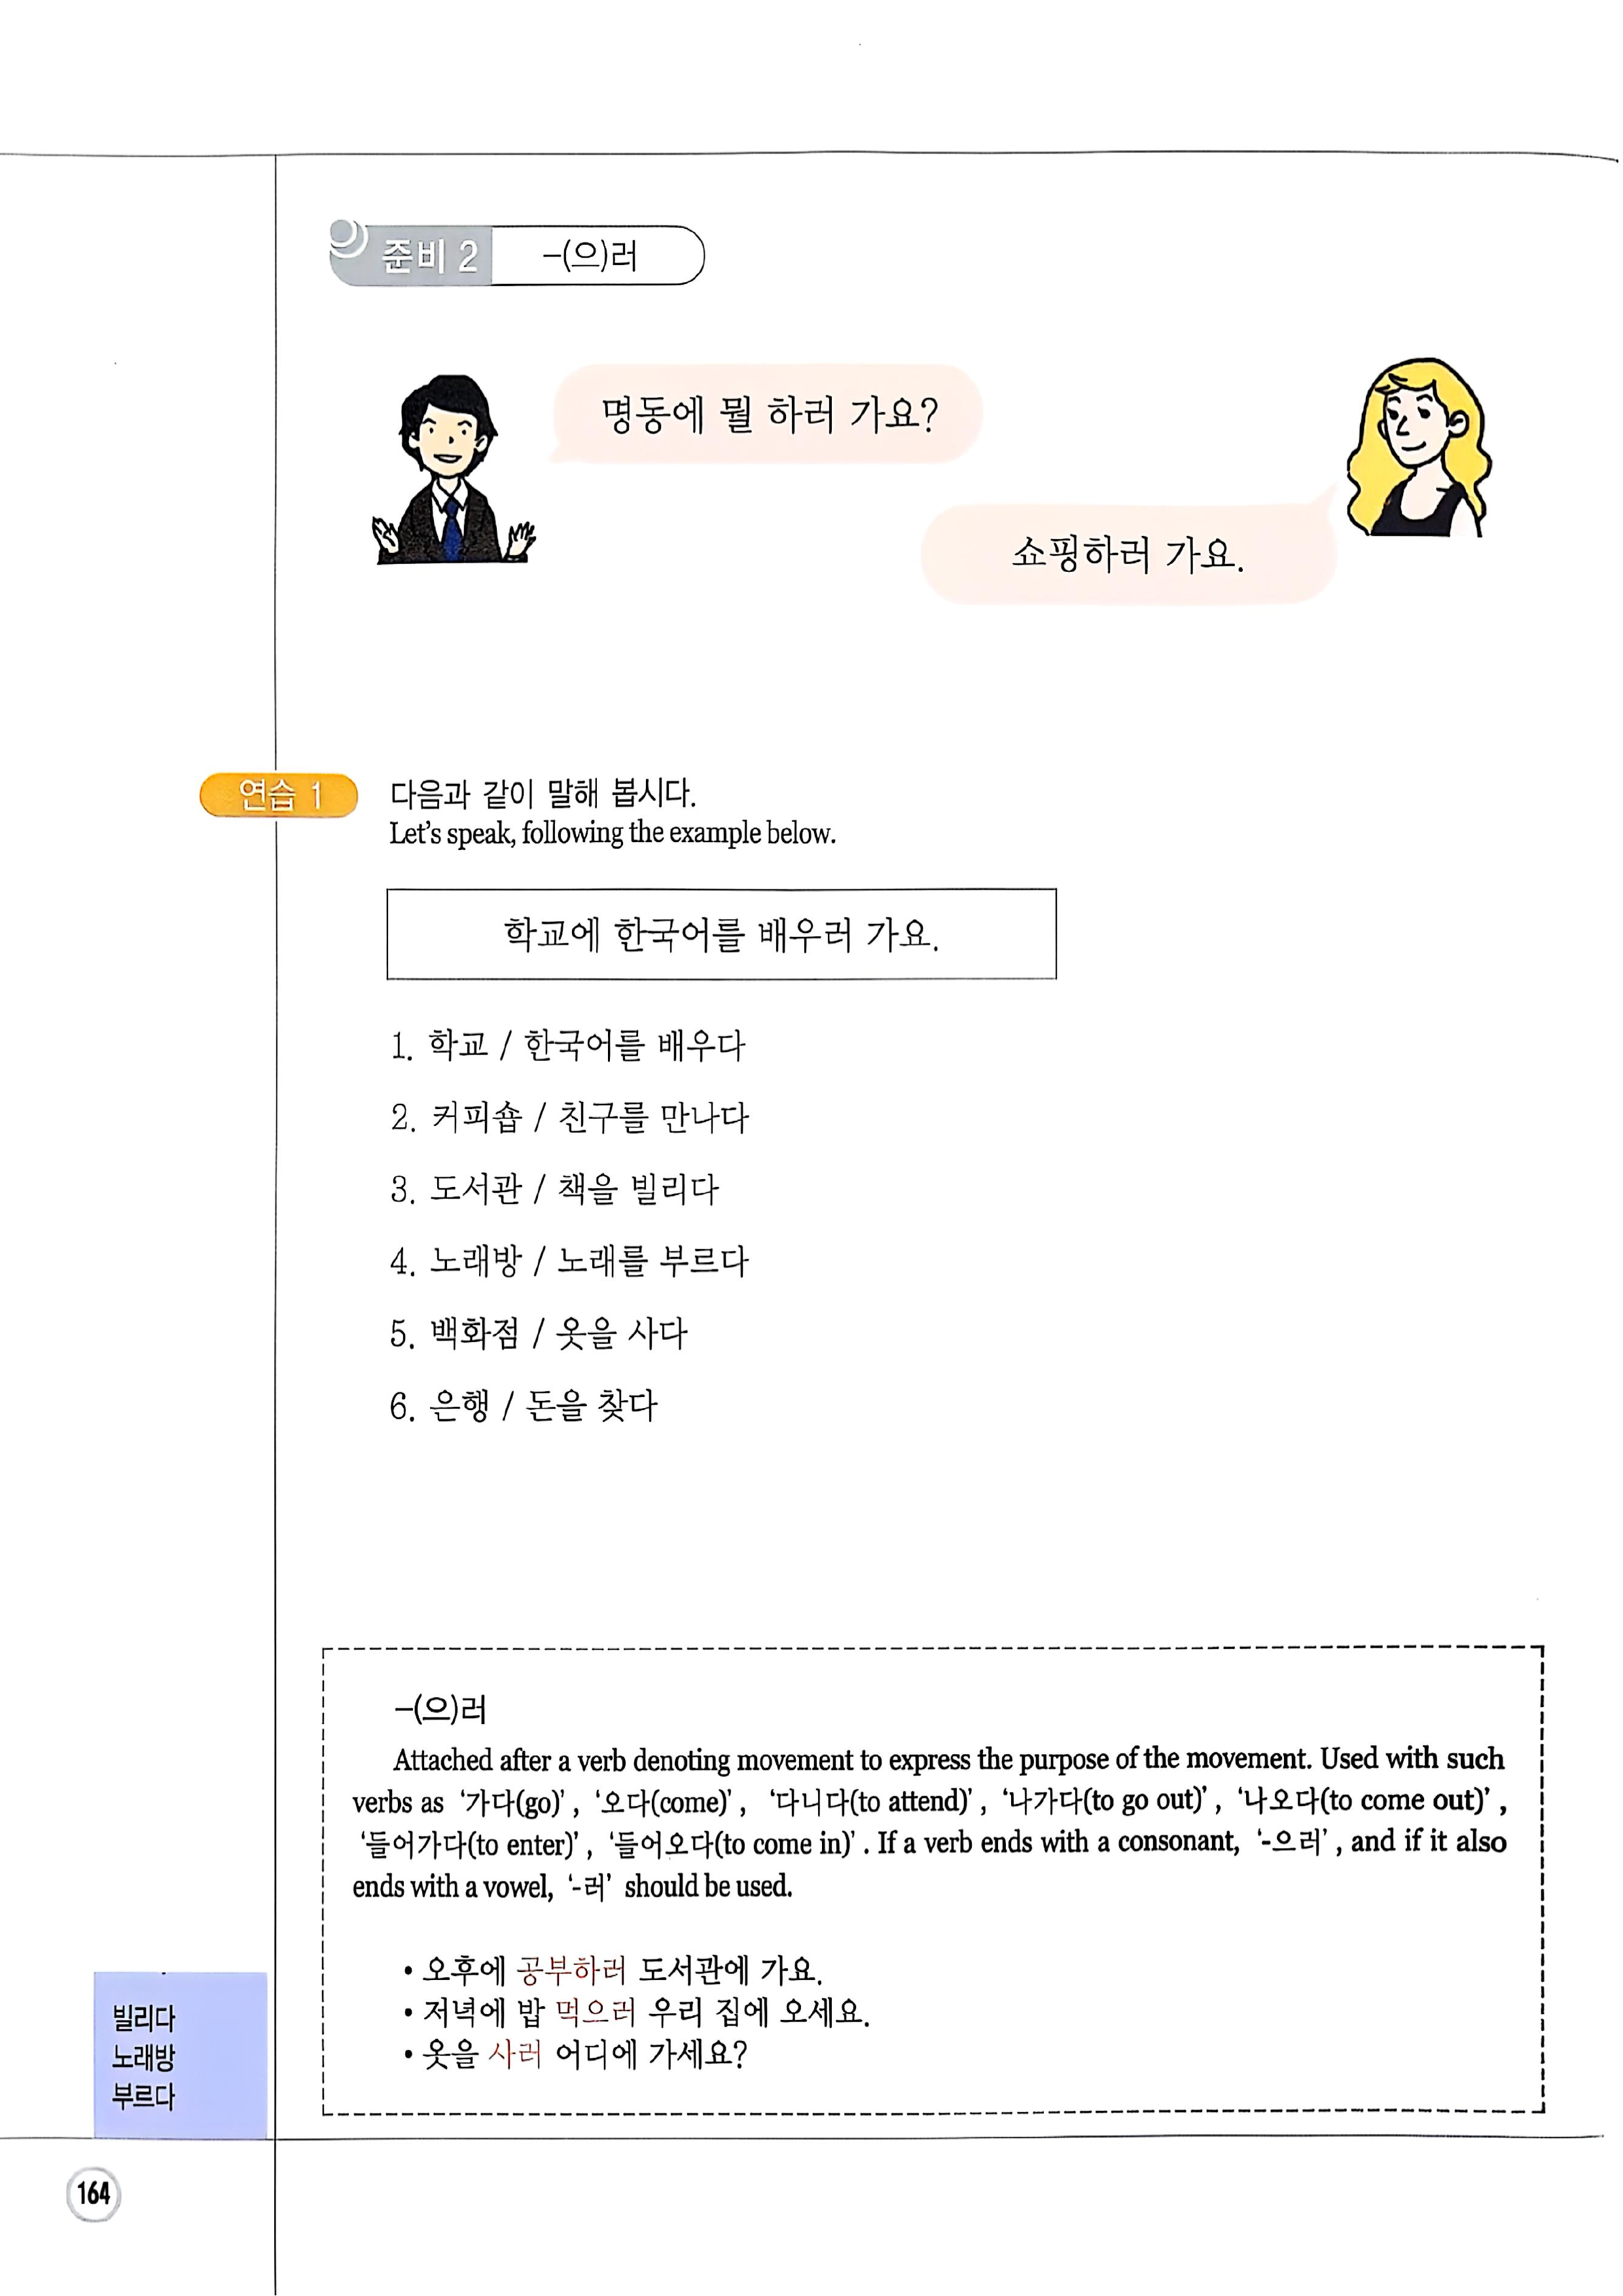 준비 2 –(으)러
명동에 뭘 하러 가요?
쇼핑하러 가요.
연습 1 다음과 같이 말해 봅시다.
Let's speak, following the example below.
학교에 한국어를 배우러 가요.
1. 학교 / 한국어를 배우다
2. 커피숍 / 친구를 만나다
3. 도서관 / 책을 빌리다
4. 노래방 / 노래를 부르다
5. 백화점 / 옷을 사다
6. 은행 / 돈을 찾다
–(으)러
Attached after a verb denoting movement to express the purpose of the movement. Used with such
verbs as '가다(go)', '오다(come)', '다니다(to attend)', '나가다(to go out)', '나오다(to come out)',
'들어가다(to enter)', '들어오다(to come in)'. If a verb ends with a consonant, '-으러', and if it also
ends with a vowel, '-러' should be used.
• 오후에 공부하러 도서관에 가요.
• 저녁에 밥 먹으러 우리 집에 오세요.
• 옷을 사러 어디에 가세요?
빌리다
노래방
부르다
164